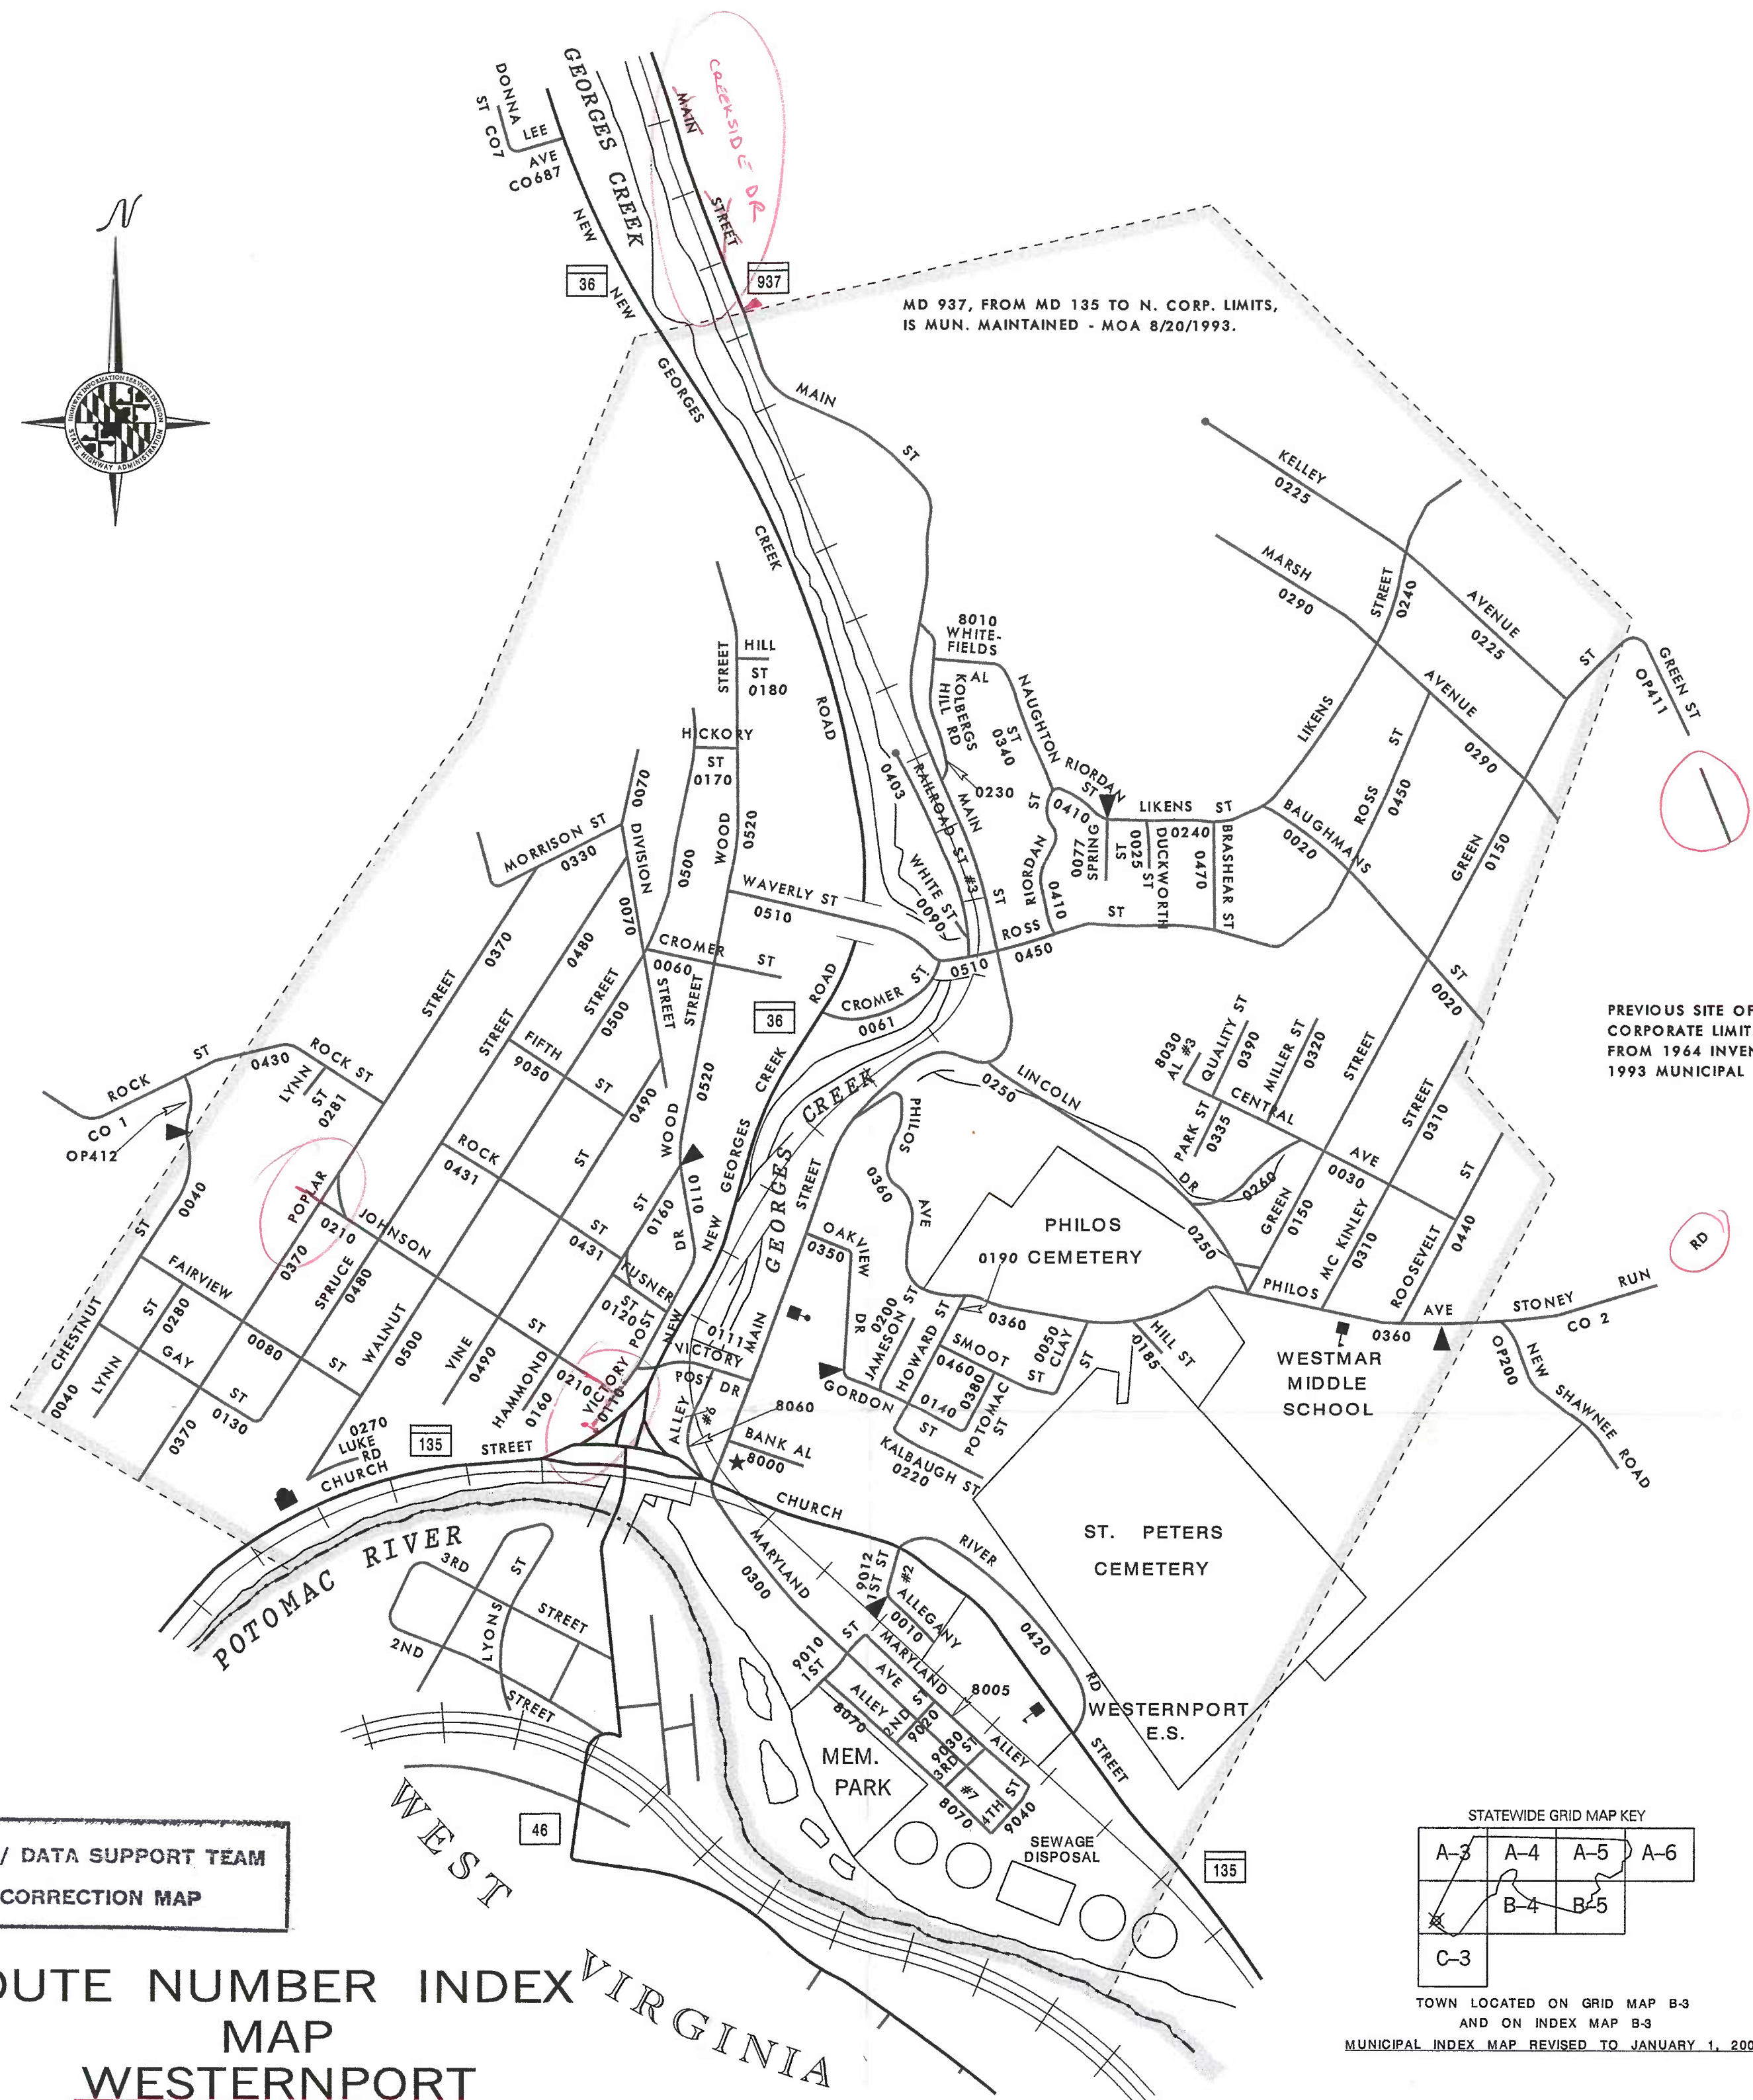 DONNA
LEE
ST CO7
AVE
CO687
GEORGES CREEK
MAIN
STREET
CREEKSIDE DR
N
HIGHWAY INFORMATION SERVICES DIVISION
STATE HIGHWAY ADMINISTRATION
NEW
36
NEW
937
MD 937, FROM MD 135 TO N. CORP. LIMITS,
IS MUN. MAINTAINED - MOA 8/20/1993.
GEORGES
CREEK
ROAD
MAIN
ST
KELLEY
0225
AVENUE
0225
MARSH
0290
AVENUE
0290
STREET
0240
LIKENS
ST
GREEN ST
OP411
8010
WHITE-
FIELDS
AL
KOLBERGS
HILL RD
0230
NAUGHTON
ST
0340
RIORDAN
ST
0410
LIKENS ST
0240
STREET
HILL
ST
0180
HICKORY
ST
0170
WOOD
0520
0500
0070
DIVISION
0070
MORRISON ST
0330
0403
RAILROAD ST #3
MAIN
ST
WHITE ST
0090
RIORDAN
ST
0410
0077
SPRING
ST
0025
DUCKWORTH
ST
0470
BRASHEAR ST
BAUGHMANS
0020
ST
0020
ROSS
ST
0450
GREEN
0150
WAVERLY ST
0510
ROSS
0450
ST
0510
CROMER
0060
ST
STREET
STREET
CROMER ST.
0061
ROAD
36
0370
STREET
0480
STREET
STREET
0500
FIFTH
9050
ST
0490
0520
CREEK
GEORGES
NEW
WOOD
0110
DR
ROCK
ST
0430
ROCK ST
LYNN
ST
0281
CO 1
OP412
0040
ST
CHESTNUT
0040
POPLAR
0370
0210
JOHNSON
ST
0210
SPRUCE
0480
ROCK
0431
ST
0431
ST
ST
0160
FAIRVIEW
0080
ST
LYNN
ST
0280
GAY
ST
0130
0370
WALNUT
0500
VINE
0490
HAMMOND
0160
FUSNER
ST
0120
VICTORY POST
0110
NEW
0111
VICTORY
POST DR
GEORGES CREEK
STREET
MAIN
LINCOLN
0250
DR
0250
0260
PHILOS
0360
AVE
OAKVIEW
0350
DR
PHILOS
CEMETERY
0190
8030
AL #3
QUALITY ST
0390
MILLER ST
0320
CENTRAL
AVE
0030
PARK ST
0335
STREET
GREEN
0150
STREET
0310
MC KINLEY
0310
ST
0440
ROOSEVELT
PREVIOUS SITE OF
CORPORATE LIMIT
FROM 1964 INVEN
1993 MUNICIPAL
RD
PHILOS
AVE
0360
STONEY
RUN
CO 2
OP200
NEW
SHAWNEE
ROAD
WESTMAR
MIDDLE
SCHOOL
0200
JAMESON ST
HOWARD ST
0360
SMOOT
ST
0460
0050
CLAY
ST
HILL ST
0185
0140
0380
POTOMAC
ST
GORDON
ST
KALBAUGH ST
0220
ALLEY
#6
8060
BANK AL
8000
0270
LUKE
RD
135
STREET
CHURCH
CHURCH
POTOMAC RIVER
3RD
STREET
LYONS
ST
2ND
STREET
MARYLAND
0300
ST
9012
1ST ST
#2
ALLEGANY
0010
RIVER
0420
RD
ST. PETERS
CEMETERY
9010
1ST
MARYLAND
AVE
ALLEY
8070
2ND ST
9020
8005
ALLEY
9030
3RD ST
#7
8070
4TH ST
9040
WESTERNPORT
E.S.
STREET
MEM.
PARK
SEWAGE
DISPOSAL
135
46
WEST
VIRGINIA
/ DATA SUPPORT TEAM
CORRECTION MAP
OUTE NUMBER INDEX
MAP
WESTERNPORT
STATEWIDE GRID MAP KEY
A-3 A-4 A-5 A-6
B-4 B-5
C-3
TOWN LOCATED ON GRID MAP B-3
AND ON INDEX MAP B-3
MUNICIPAL INDEX MAP REVISED TO JANUARY 1, 200